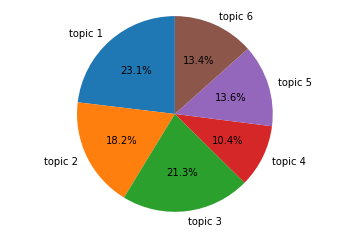 topic 6
topic 1
13.4%
23.1%
topic 5
13.6%
18.2%
10.4%
topic 2
topic 4
21.3%
topic 3